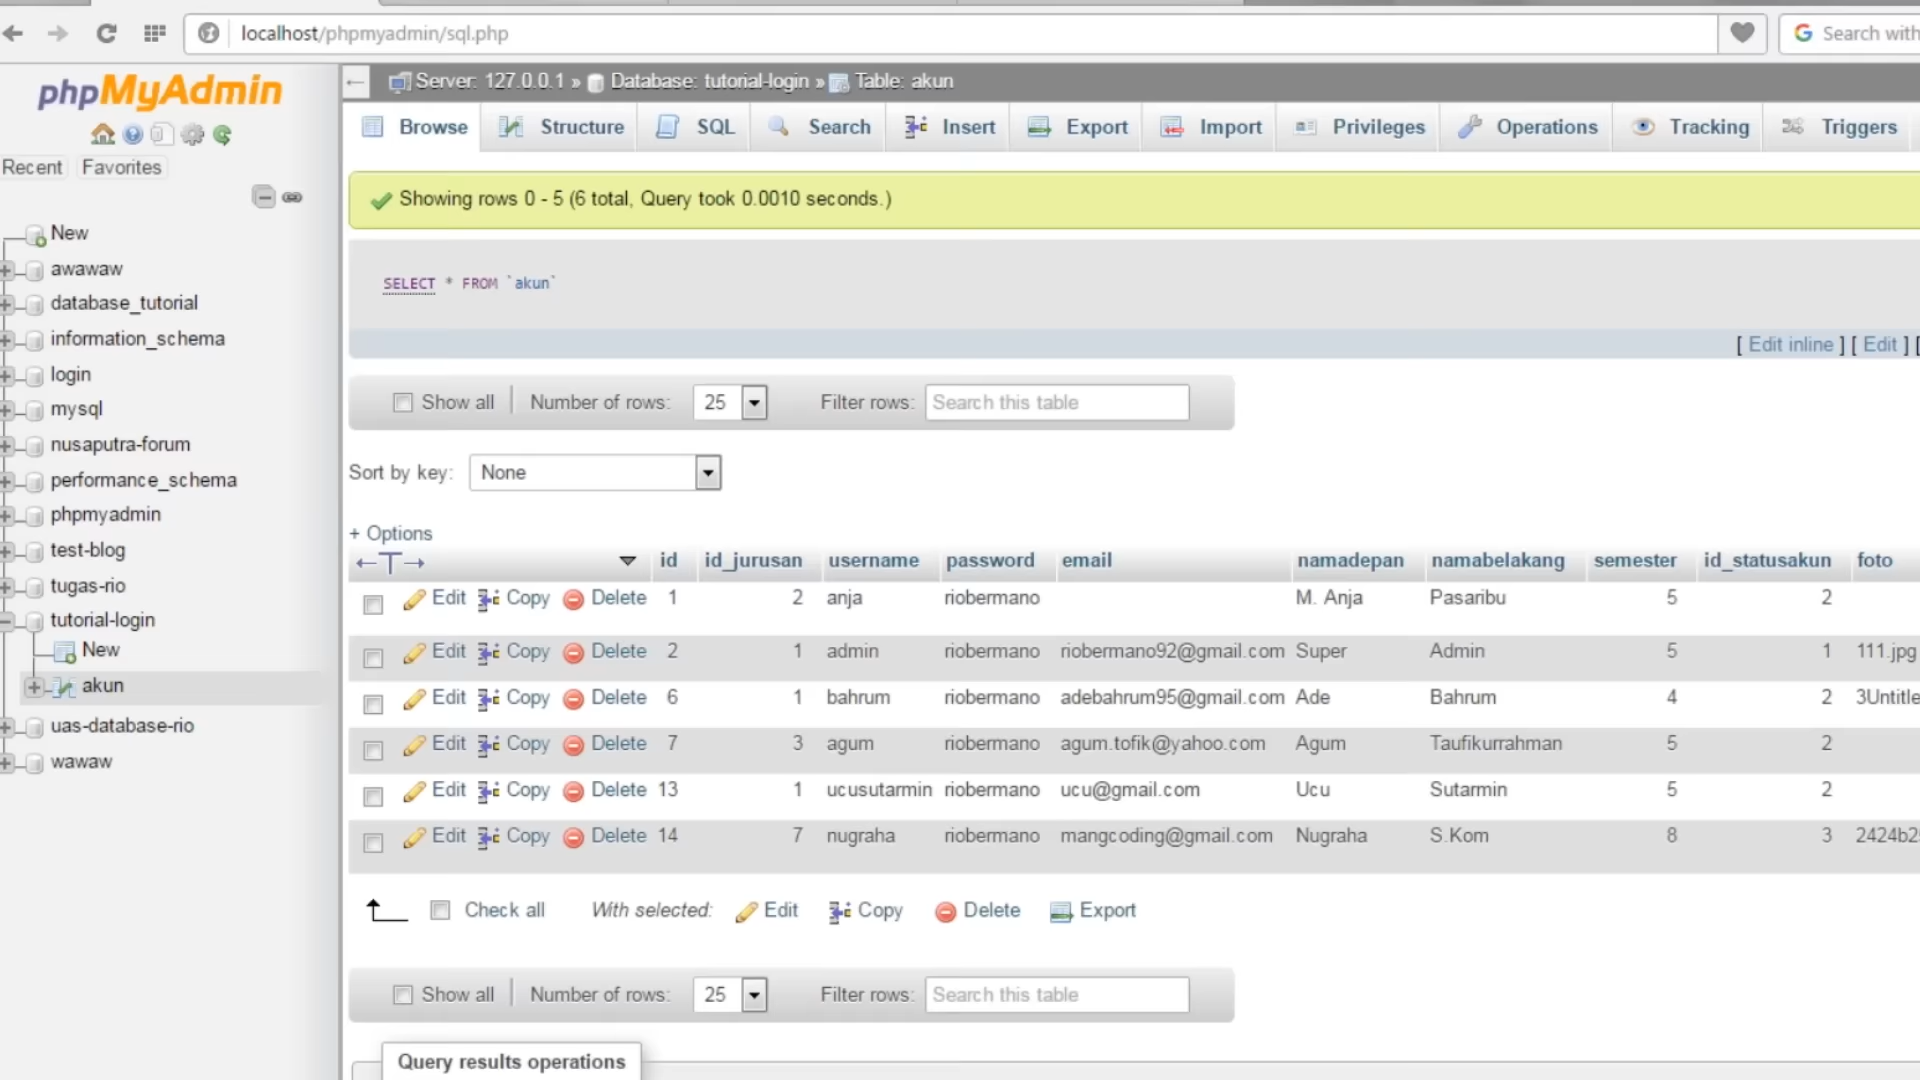 localhost/phpmyadmin/sql.php
Search with
phpMyAdmin
Server: 127.0.0.1 » Database: tutorial-login » Table: akun
Browse Structure SQL Search Insert Export Import Privileges Operations Tracking Triggers
Recent Favorites
Showing rows 0 - 5 (6 total, Query took 0.0010 seconds.)
New
awawaw
database_tutorial
information_schema
login
mysql
nusaputra-forum
performance_schema
phpmyadmin
test-blog
tugas-rio
tutorial-login
New
akun
uas-database-rio
wawaw
SELECT * FROM `akun`
[ Edit inline ] [ Edit ] [
Show all Number of rows: 25 Filter rows: Search this table
Sort by key: None
+ Options
←T→ id id_jurusan username password email namadepan namabelakang semester id_statusakun foto
Edit Copy Delete 1 2 anja riobermano M. Anja Pasaribu 5 2
Edit Copy Delete 2 1 admin riobermano riobermano92@gmail.com Super Admin 5 1 111.jpg
Edit Copy Delete 6 1 bahrum riobermano adebahrum95@gmail.com Ade Bahrum 4 2 3Untitle
Edit Copy Delete 7 3 agum riobermano agum.tofik@yahoo.com Agum Taufikurrahman 5 2
Edit Copy Delete 13 1 ucusutarmin riobermano ucu@gmail.com Ucu Sutarmin 5 2
Edit Copy Delete 14 7 nugraha riobermano mangcoding@gmail.com Nugraha S.Kom 8 3 2424b2
Check all With selected: Edit Copy Delete Export
Show all Number of rows: 25 Filter rows: Search this table
Query results operations